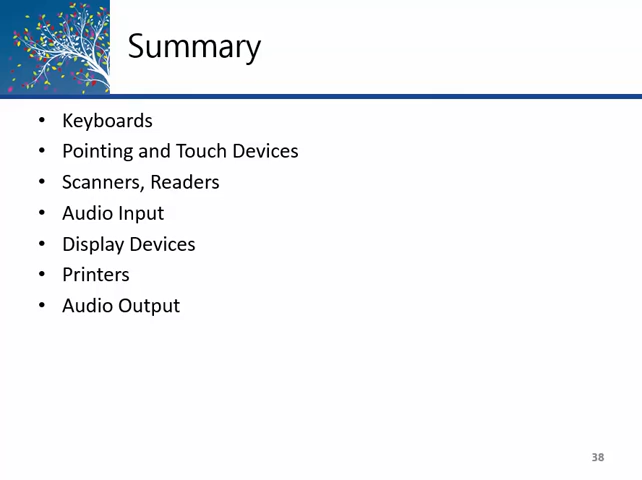 Summary
• Keyboards
• Pointing and Touch Devices
• Scanners, Readers
• Audio Input
• Display Devices
• Printers
• Audio Output
38